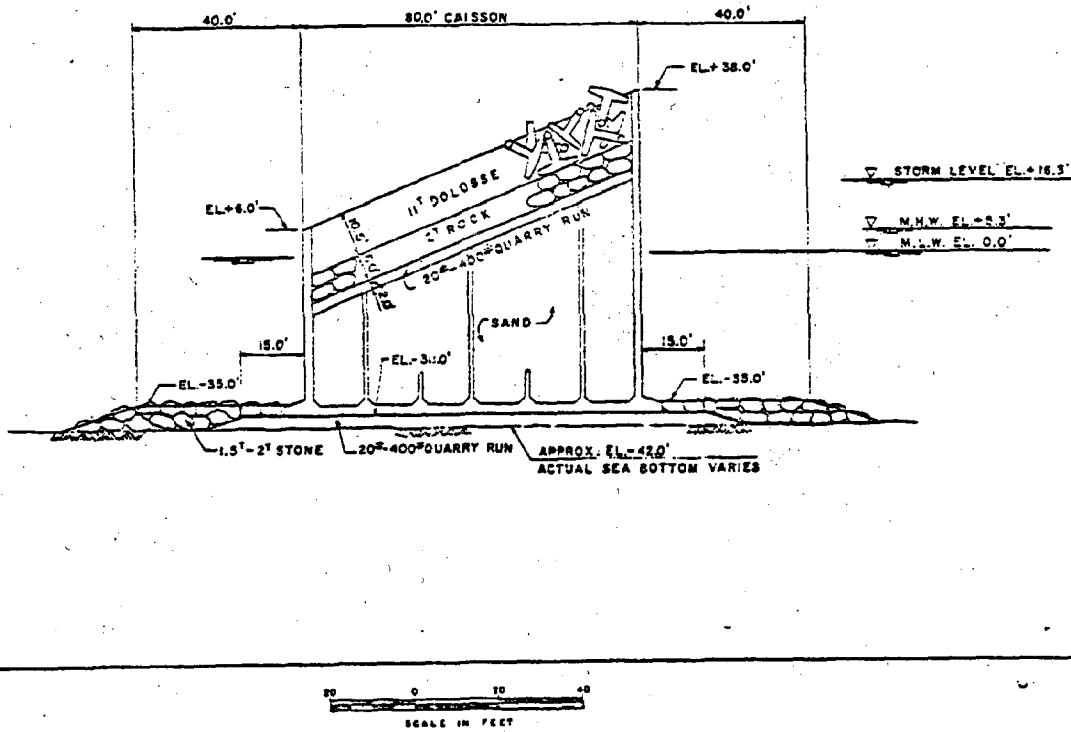 40.0' 80.0' CAISSON 40.0'
EL.+38.0'
STORM LEVEL EL.+16.3'
EL+6.0'
11ᵀ DOLOSSE
M.H.W. EL.+5.3'
M.L.W. EL. 0.0'
10.5'
2ᵀ ROCK
20#-400# QUARRY RUN
SAND
15.0' 15.0'
EL.-35.0' EL.-35.0'
1.5ᵀ-2ᵀ STONE
20#-400# QUARRY RUN
APPROX. EL.-42.0'
ACTUAL SEA BOTTOM VARIES
20 0 40
SCALE IN FEET